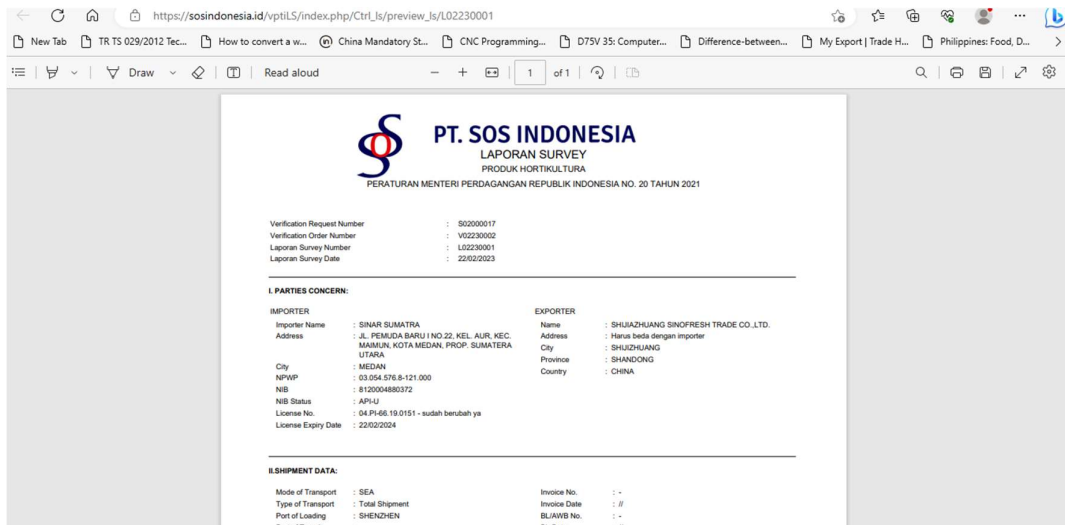 https://sosindonesia.id/vptiLS/index.php/Ctrl_ls/preview_ls/L02230001
New Tab
TR TS 029/2012 Tec...
How to convert a w...
China Mandatory St...
CNC Programming...
D75V 35: Computer...
Difference-between...
My Export | Trade H...
Philippines: Food, D...
Draw
Read aloud
1 of 1
SOS
PT. SOS INDONESIA
LAPORAN SURVEY
PRODUK HORTIKULTURA
PERATURAN MENTERI PERDAGANGAN REPUBLIK INDONESIA NO. 20 TAHUN 2021
Verification Request Number : S02000017
Verification Order Number : V02230002
Laporan Survey Number : L02230001
Laporan Survey Date : 22/02/2023
I. PARTIES CONCERN:
IMPORTER
Importer Name : SINAR SUMATRA
Address : JL. PEMUDA BARU I NO.22, KEL. AUR, KEC.
MAIMUN, KOTA MEDAN, PROP. SUMATERA
UTARA
City : MEDAN
NPWP : 03.054.576.8-121.000
NIB : 8120004880372
NIB Status : API-U
License No. : 04.PI-66.19.0151 - sudah berubah ya
License Expiry Date : 22/02/2024
EXPORTER
Name : SHIJIAZHUANG SINOFRESH TRADE CO.,LTD.
Address : Harus beda dengan importer
City : SHIJIZHUANG
Province : SHANDONG
Country : CHINA
II.SHIPMENT DATA:
Mode of Transport : SEA
Type of Transport : Total Shipment
Port of Loading : SHENZHEN
Invoice No. : -
Invoice Date : //
BL/AWB No. : -